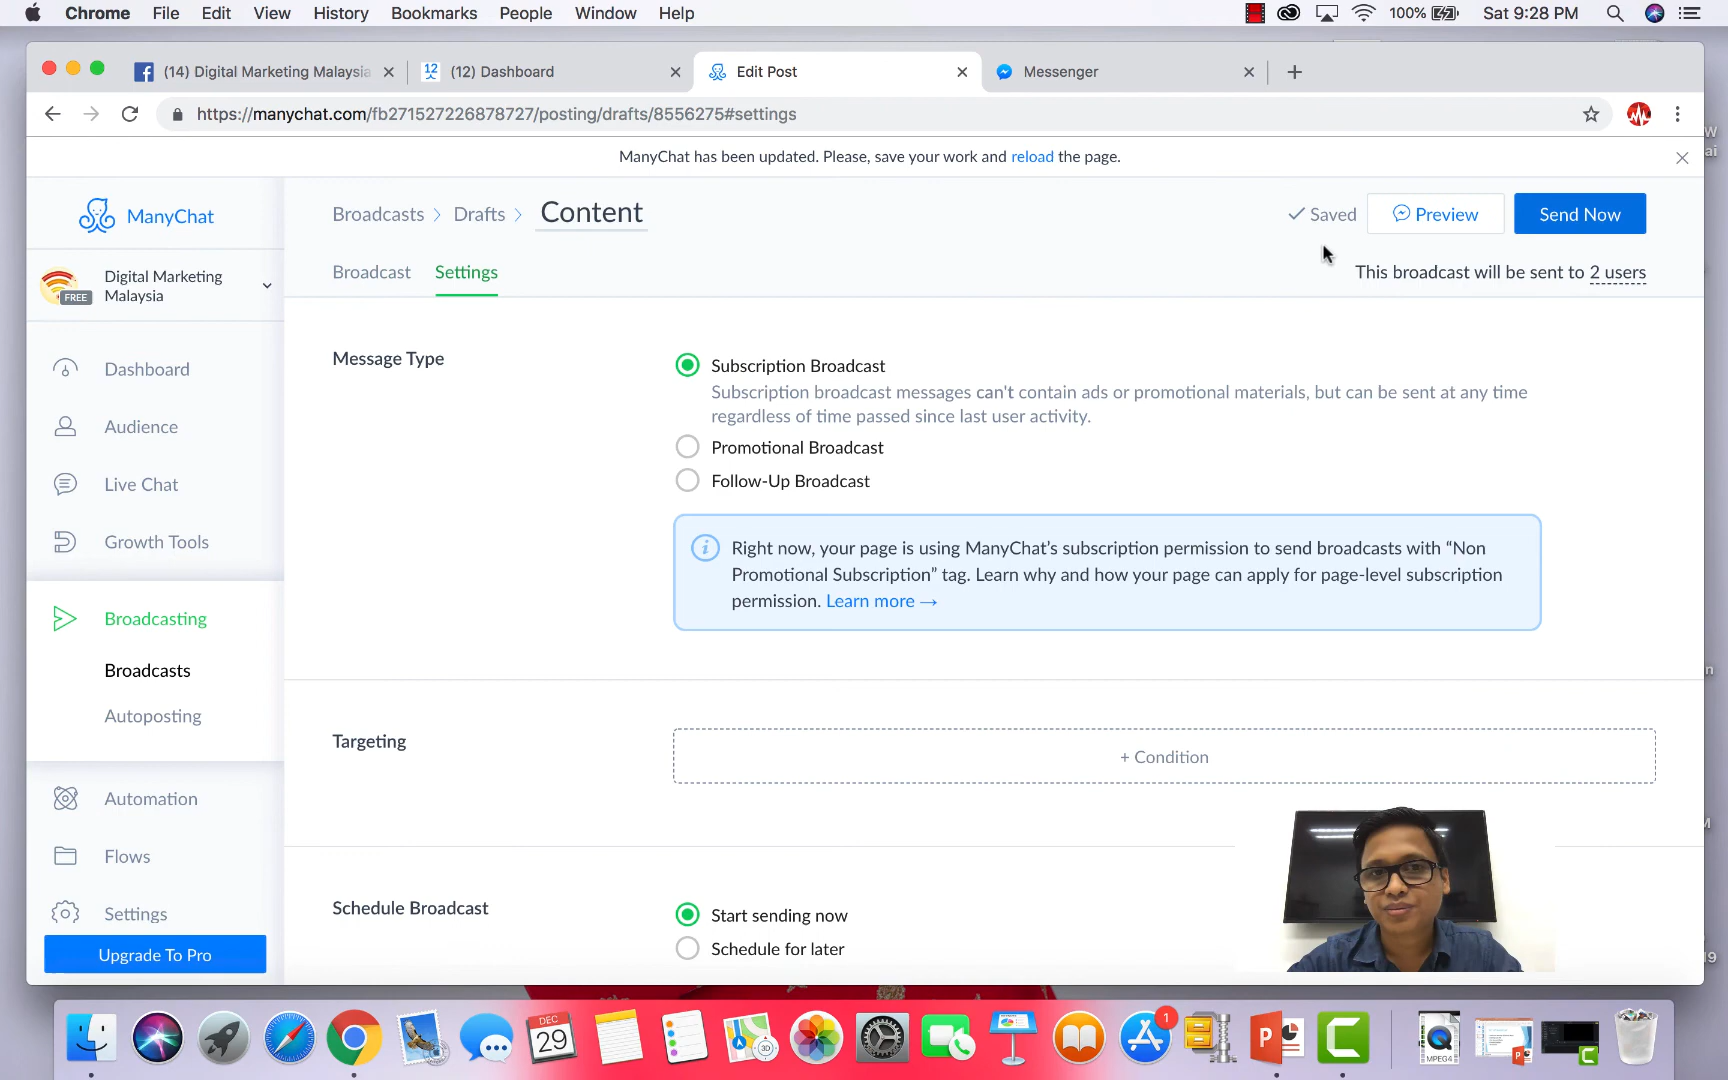 Chrome File Edit View History Bookmarks People Window Help
100% Sat 9:28 PM
(14) Digital Marketing Malaysia
12 (12) Dashboard
Edit Post
Messenger
https://manychat.com/fb271527226878727/posting/drafts/8556275#settings
ManyChat has been updated. Please, save your work and reload the page.
ManyChat
Digital Marketing
Malaysia
FREE
Dashboard
Audience
Live Chat
Growth Tools
Broadcasting
Broadcasts
Autoposting
Automation
Flows
Settings
Upgrade To Pro
Broadcasts > Drafts > Content
Saved
Preview
Send Now
Broadcast
Settings
This broadcast will be sent to 2 users
Message Type
Subscription Broadcast
Subscription broadcast messages can't contain ads or promotional materials, but can be sent at any time
regardless of time passed since last user activity.
Promotional Broadcast
Follow-Up Broadcast
Right now, your page is using ManyChat’s subscription permission to send broadcasts with “Non
Promotional Subscription” tag. Learn why and how your page can apply for page-level subscription
permission. Learn more →
Targeting
+ Condition
Schedule Broadcast
Start sending now
Schedule for later
DEC
29
3D
1
P
MPEG4